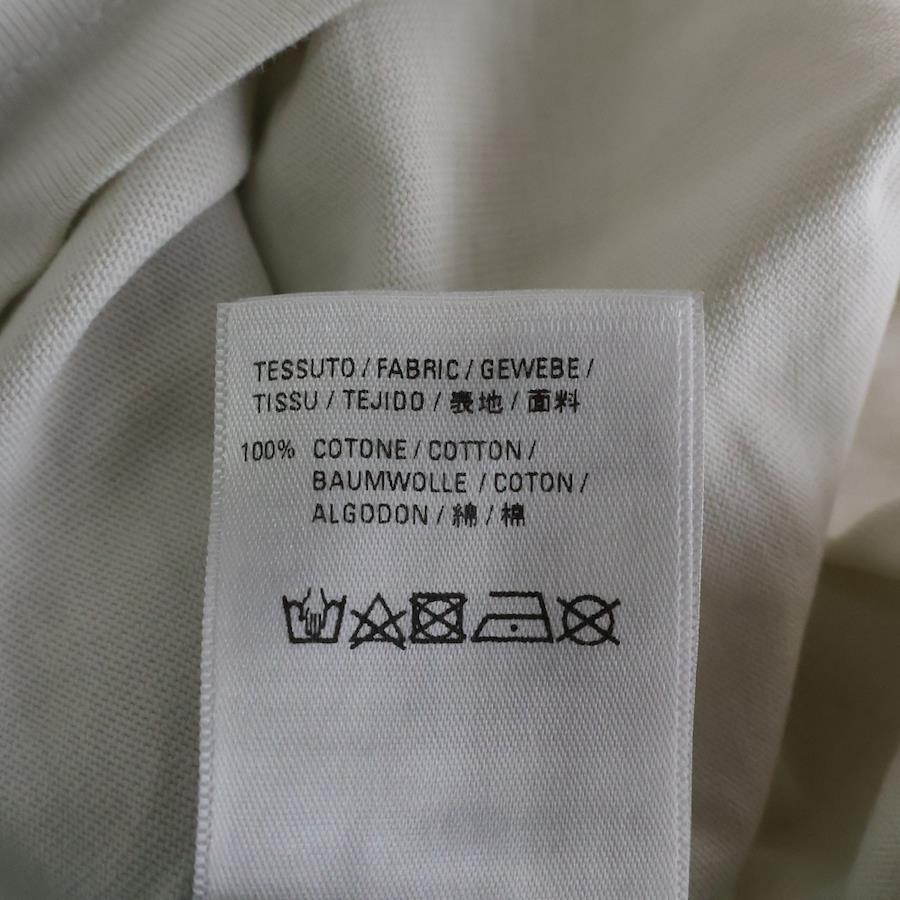 TESSUTO / FABRIC / GEWEBE /
TISSU / TEJIDO / 表地 / 面料
100% COTONE / COTTON /
BAUMWOLLE / COTON /
ALGODON / 綿 / 棉